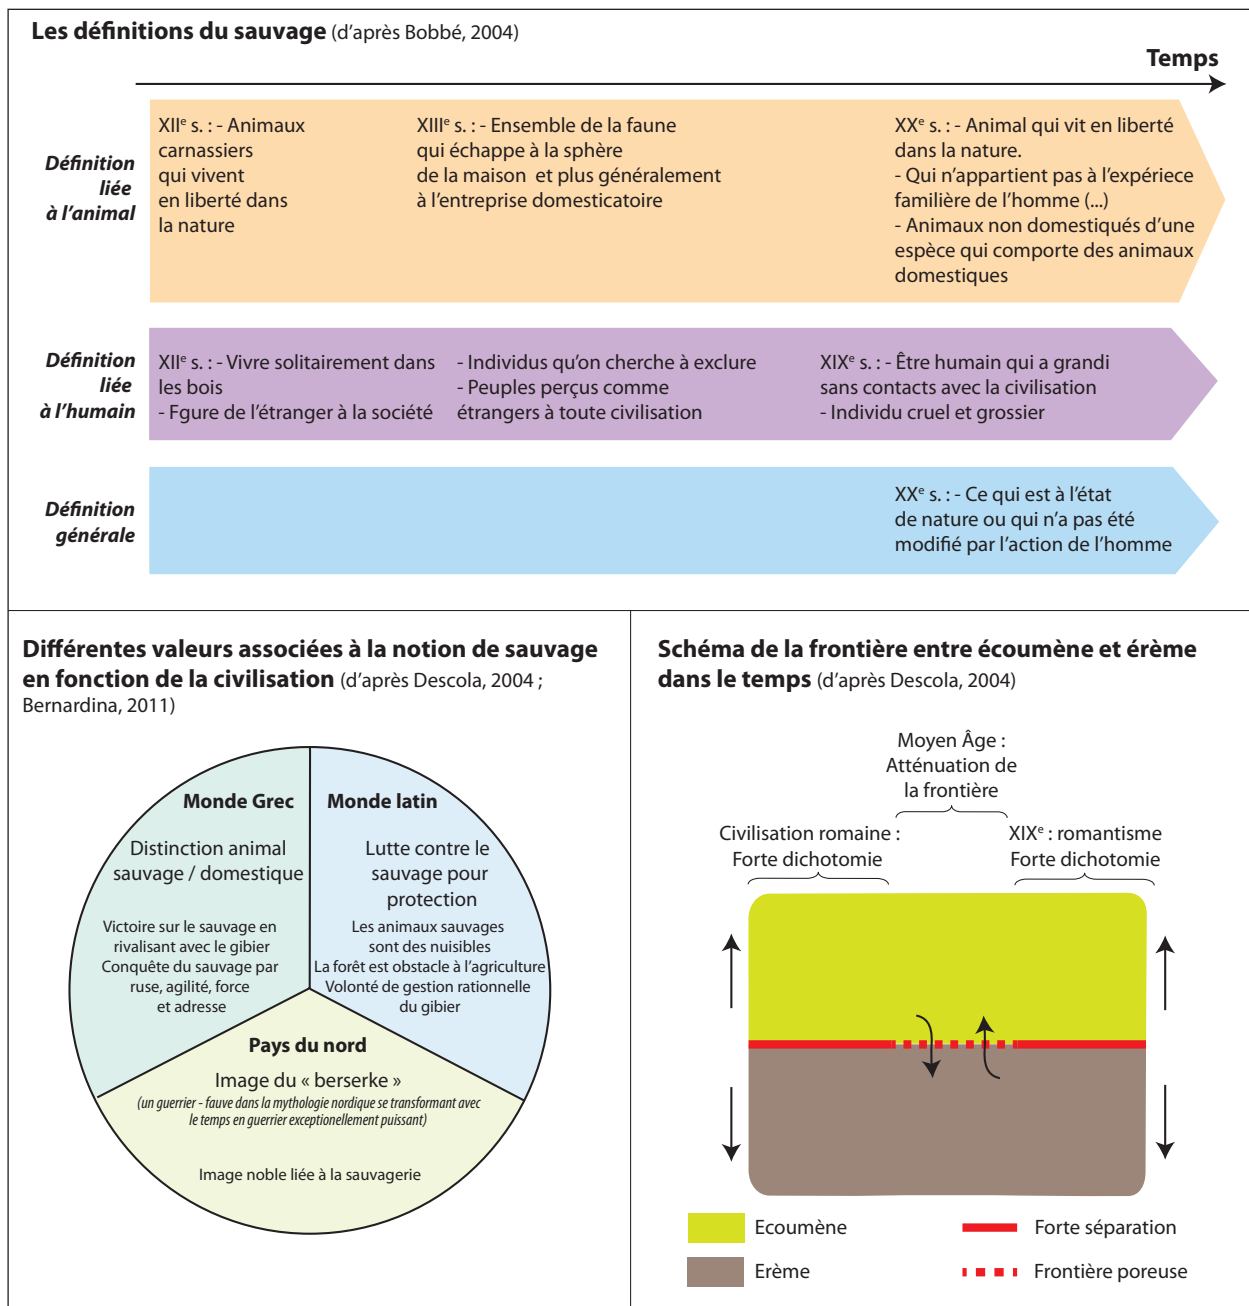 Les définitions du sauvage (d'après Bobbé, 2004)
Temps
Définition
liée
à l'animal
XIIe s. : - Animaux
carnassiers
qui vivent
en liberté dans
la nature
XIIIe s. : - Ensemble de la faune
qui échappe à la sphère
de la maison et plus généralement
à l'entreprise domesticatoire
XXe s. : - Animal qui vit en liberté
dans la nature.
- Qui n'appartient pas à l'expériece
familière de l'homme (...)
- Animaux non domestiqués d'une
espèce qui comporte des animaux
domestiques
Définition
liée
à l'humain
XIIe s. : - Vivre solitairement dans
les bois
- Fgure de l'étranger à la société
- Individus qu'on cherche à exclure
- Peuples perçus comme
étrangers à toute civilisation
XIXe s. : - Être humain qui a grandi
sans contacts avec la civilisation
- Individu cruel et grossier
Définition
générale
XXe s. : - Ce qui est à l'état
de nature ou qui n'a pas été
modifié par l'action de l'homme
Différentes valeurs associées à la notion de sauvage
en fonction de la civilisation (d'après Descola, 2004 ;
Bernardina, 2011)
Monde Grec
Distinction animal
sauvage / domestique
Victoire sur le sauvage en
rivalisant avec le gibier
Conquête du sauvage par
ruse, agilité, force
et adresse
Monde latin
Lutte contre le
sauvage pour
protection
Les animaux sauvages
sont des nuisibles
La forêt est obstacle à l'agriculture
Volonté de gestion rationnelle
du gibier
Pays du nord
Image du « berserke »
(un guerrier - fauve dans la mythologie nordique se transformant avec
le temps en guerrier exceptionellement puissant)
Image noble liée à la sauvagerie
Schéma de la frontière entre écoumène et érème
dans le temps (d'après Descola, 2004)
Moyen Âge :
Atténuation de
la frontière
Civilisation romaine :
Forte dichotomie
XIXe : romantisme
Forte dichotomie
Ecoumène
Forte séparation
Erème
Frontière poreuse